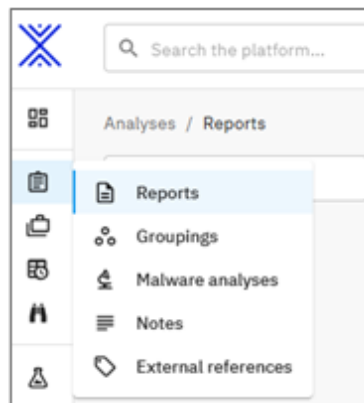 Search the platform...
Analyses / Reports
Reports
Groupings
Malware analyses
Notes
External references